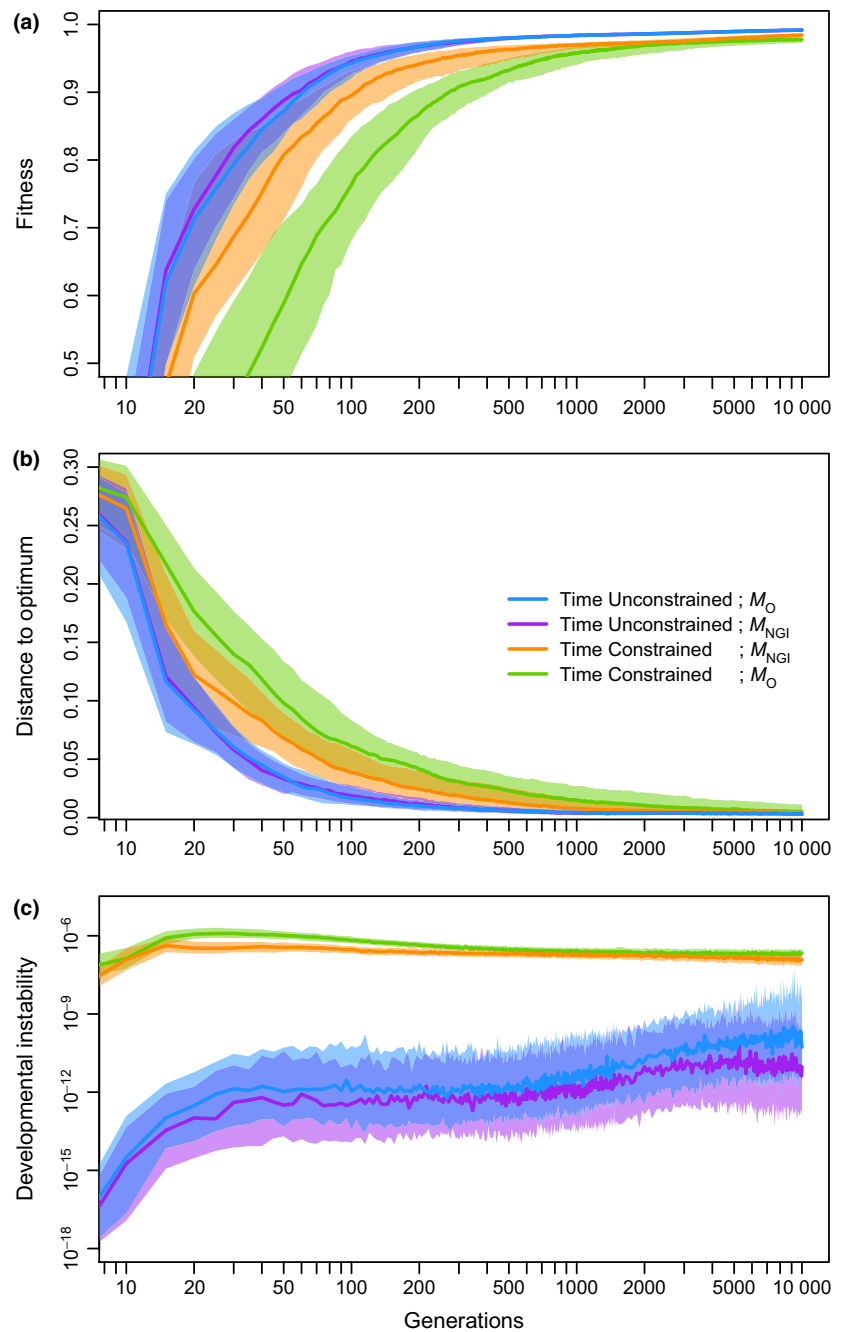 (a)
Fitness
1.0
0.9
0.8
0.7
0.6
0.5
10 20 50 100 200 500 1000 2000 5000 10 000
(b)
Distance to optimum
0.30
0.25
0.20
0.15
0.10
0.05
0.00
Time Unconstrained ; MO
Time Unconstrained ; MNGI
Time Constrained ; MNGI
Time Constrained ; MO
10 20 50 100 200 500 1000 2000 5000 10 000
(c)
Developmental instability
10−6
10−9
10−12
10−15
10−18
10 20 50 100 200 500 1000 2000 5000 10 000
Generations